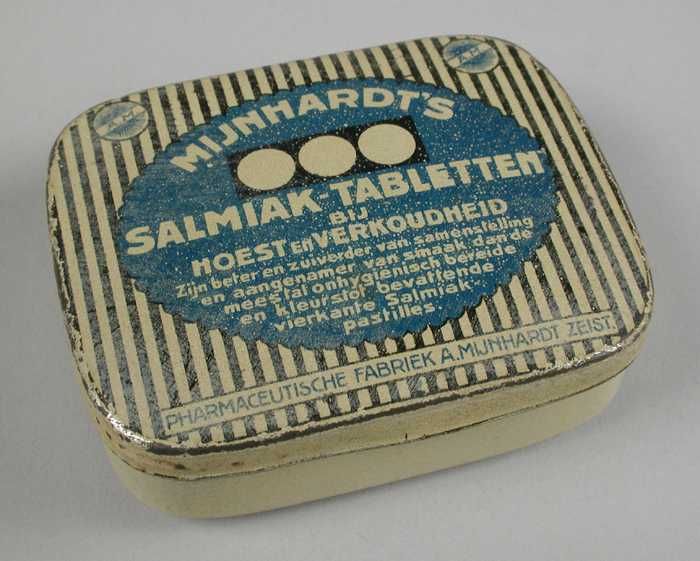 MIJNHARDT'S
SALMIAK-TABLETTEN
BIJ
HOEST en VERKOUDHEID
Zijn beter en zuiverder van samenstelling
en aangenamer van smaak dan de
meestal onhygiënisch bereide
en kleurstof bevattende
vierkante Salmiak-
pastilles.
PHARMACEUTISCHE FABRIEK A.MIJNHARDT ZEIST.